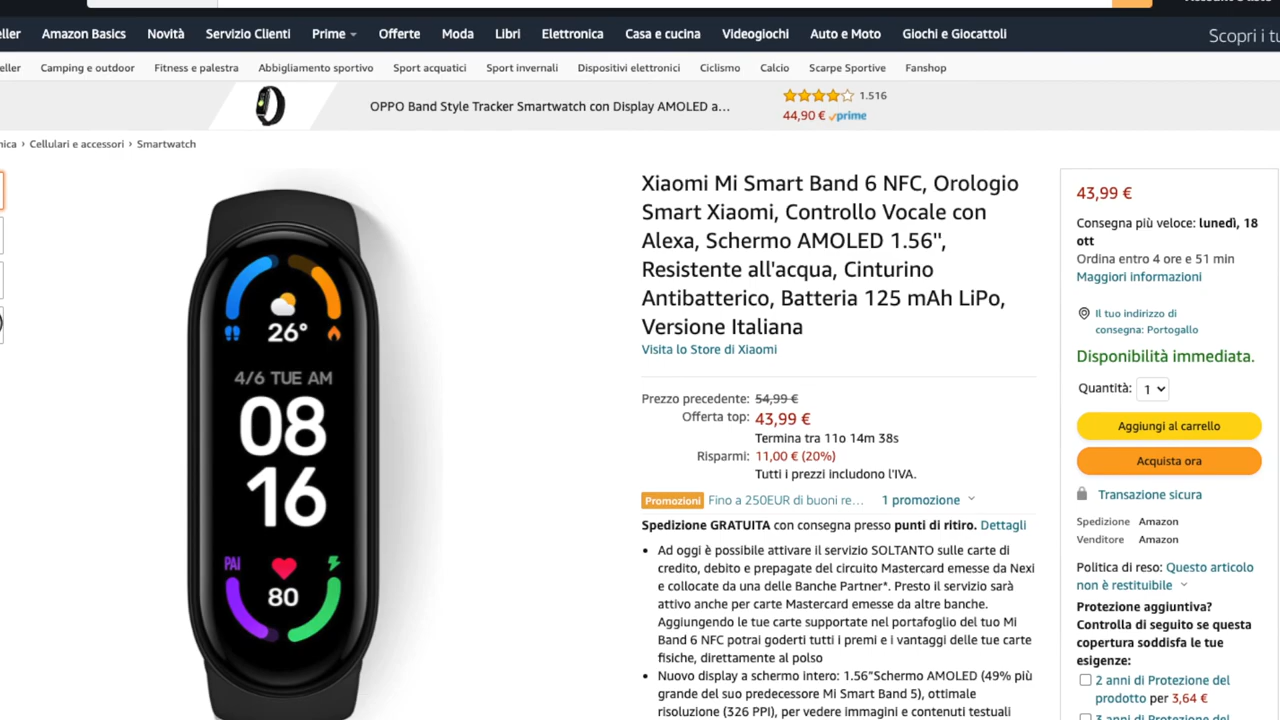 Amazon Basics Novità Servizio Clienti Prime Offerte Moda Libri Elettronica Casa e cucina Videogiochi Auto e Moto Giochi e Giocattoli Scopri i
Camping e outdoor Fitness e palestra Abbigliamento sportivo Sport acquatici Sport invernali Dispositivi elettronici Ciclismo Calcio Scarpe Sportive Fanshop
OPPO Band Style Tracker Smartwatch con Display AMOLED a…
1.516
44,90 € prime
Cellulari e accessori › Smartwatch
26°
4/6 TUE AM
08
16
PAI
80
Xiaomi Mi Smart Band 6 NFC, Orologio
Smart Xiaomi, Controllo Vocale con
Alexa, Schermo AMOLED 1.56'',
Resistente all'acqua, Cinturino
Antibatterico, Batteria 125 mAh LiPo,
Versione Italiana
Visita lo Store di Xiaomi
Prezzo precedente: 54,99 €
Offerta top: 43,99 €
Termina tra 11o 14m 38s
Risparmi: 11,00 € (20%)
Tutti i prezzi includono l'IVA.
Promozioni Fino a 250EUR di buoni re… 1 promozione
Spedizione GRATUITA con consegna presso punti di ritiro. Dettagli
• Ad oggi è possibile attivare il servizio SOLTANTO sulle carte di
credito, debito e prepagate del circuito Mastercard emesse da Nexi
e collocate da una delle Banche Partner*. Presto il servizio sarà
attivo anche per carte Mastercard emesse da altre banche.
Aggiungendo le tue carte supportate nel portafoglio del tuo Mi
Band 6 NFC potrai goderti tutti i premi e i vantaggi delle tue carte
fisiche, direttamente al polso
• Nuovo display a schermo intero: 1.56”Schermo AMOLED (49% più
grande del suo predecessore Mi Smart Band 5), ottimale
risoluzione (326 PPI), per vedere immagini e contenuti testuali
43,99 €
Consegna più veloce: lunedì, 18
ott
Ordina entro 4 ore e 51 min
Maggiori informazioni
Il tuo indirizzo di
consegna: Portogallo
Disponibilità immediata.
Quantità: 1
Aggiungi al carrello
Acquista ora
Transazione sicura
Spedizione Amazon
Venditore Amazon
Politica di reso: Questo articolo
non è restituibile
Protezione aggiuntiva?
Controlla di seguito se questa
copertura soddisfa le tue
esigenze:
2 anni di Protezione del
prodotto per 3,64 €
3 anni di Protezione del